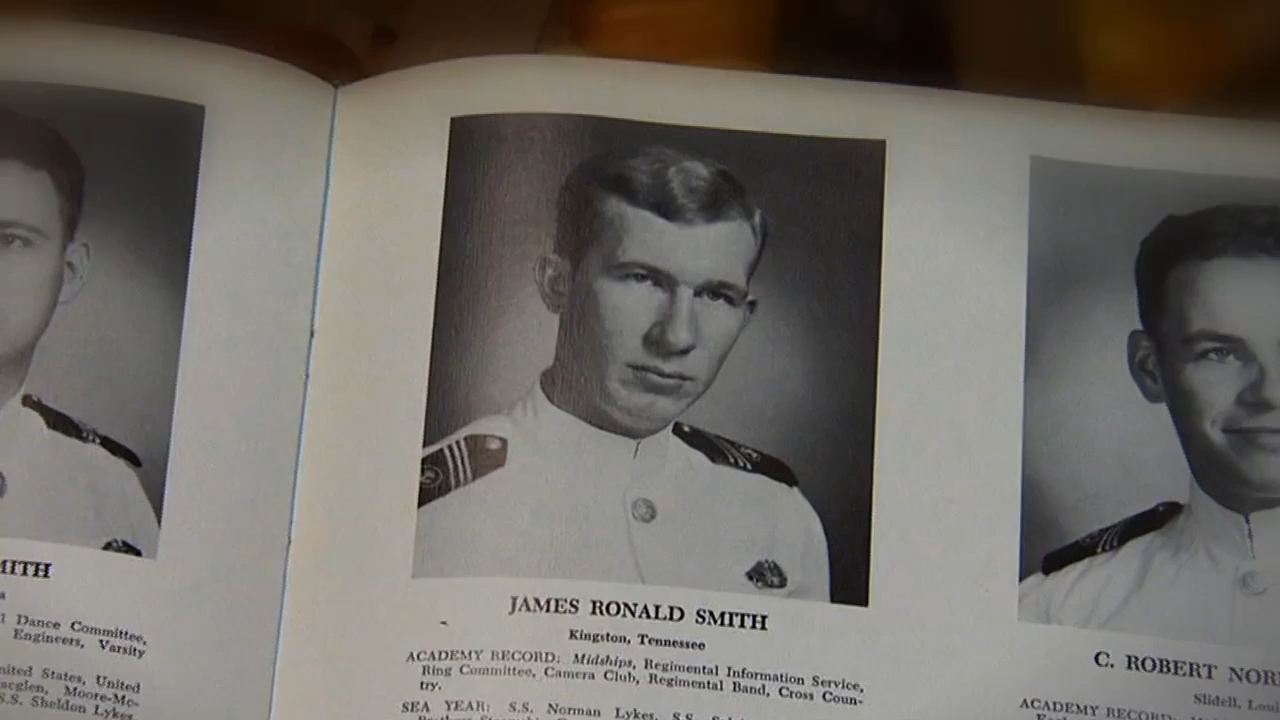 MITH
l Dance Committee,
Engineers, Varsity
nited States, United
Moore-Mc-
S.S. Sheldon Lykes
JAMES RONALD SMITH
Kingston, Tennessee
ACADEMY RECORD: Midships, Regimental Information Service,
Ring Committee, Camera Club, Regimental Band, Cross Coun-
try.
SEA YEAR: S.S. Norman Lykes, S.S.
C. ROBERT NOR
Slidell, Loui
ACADEMY RECORD: